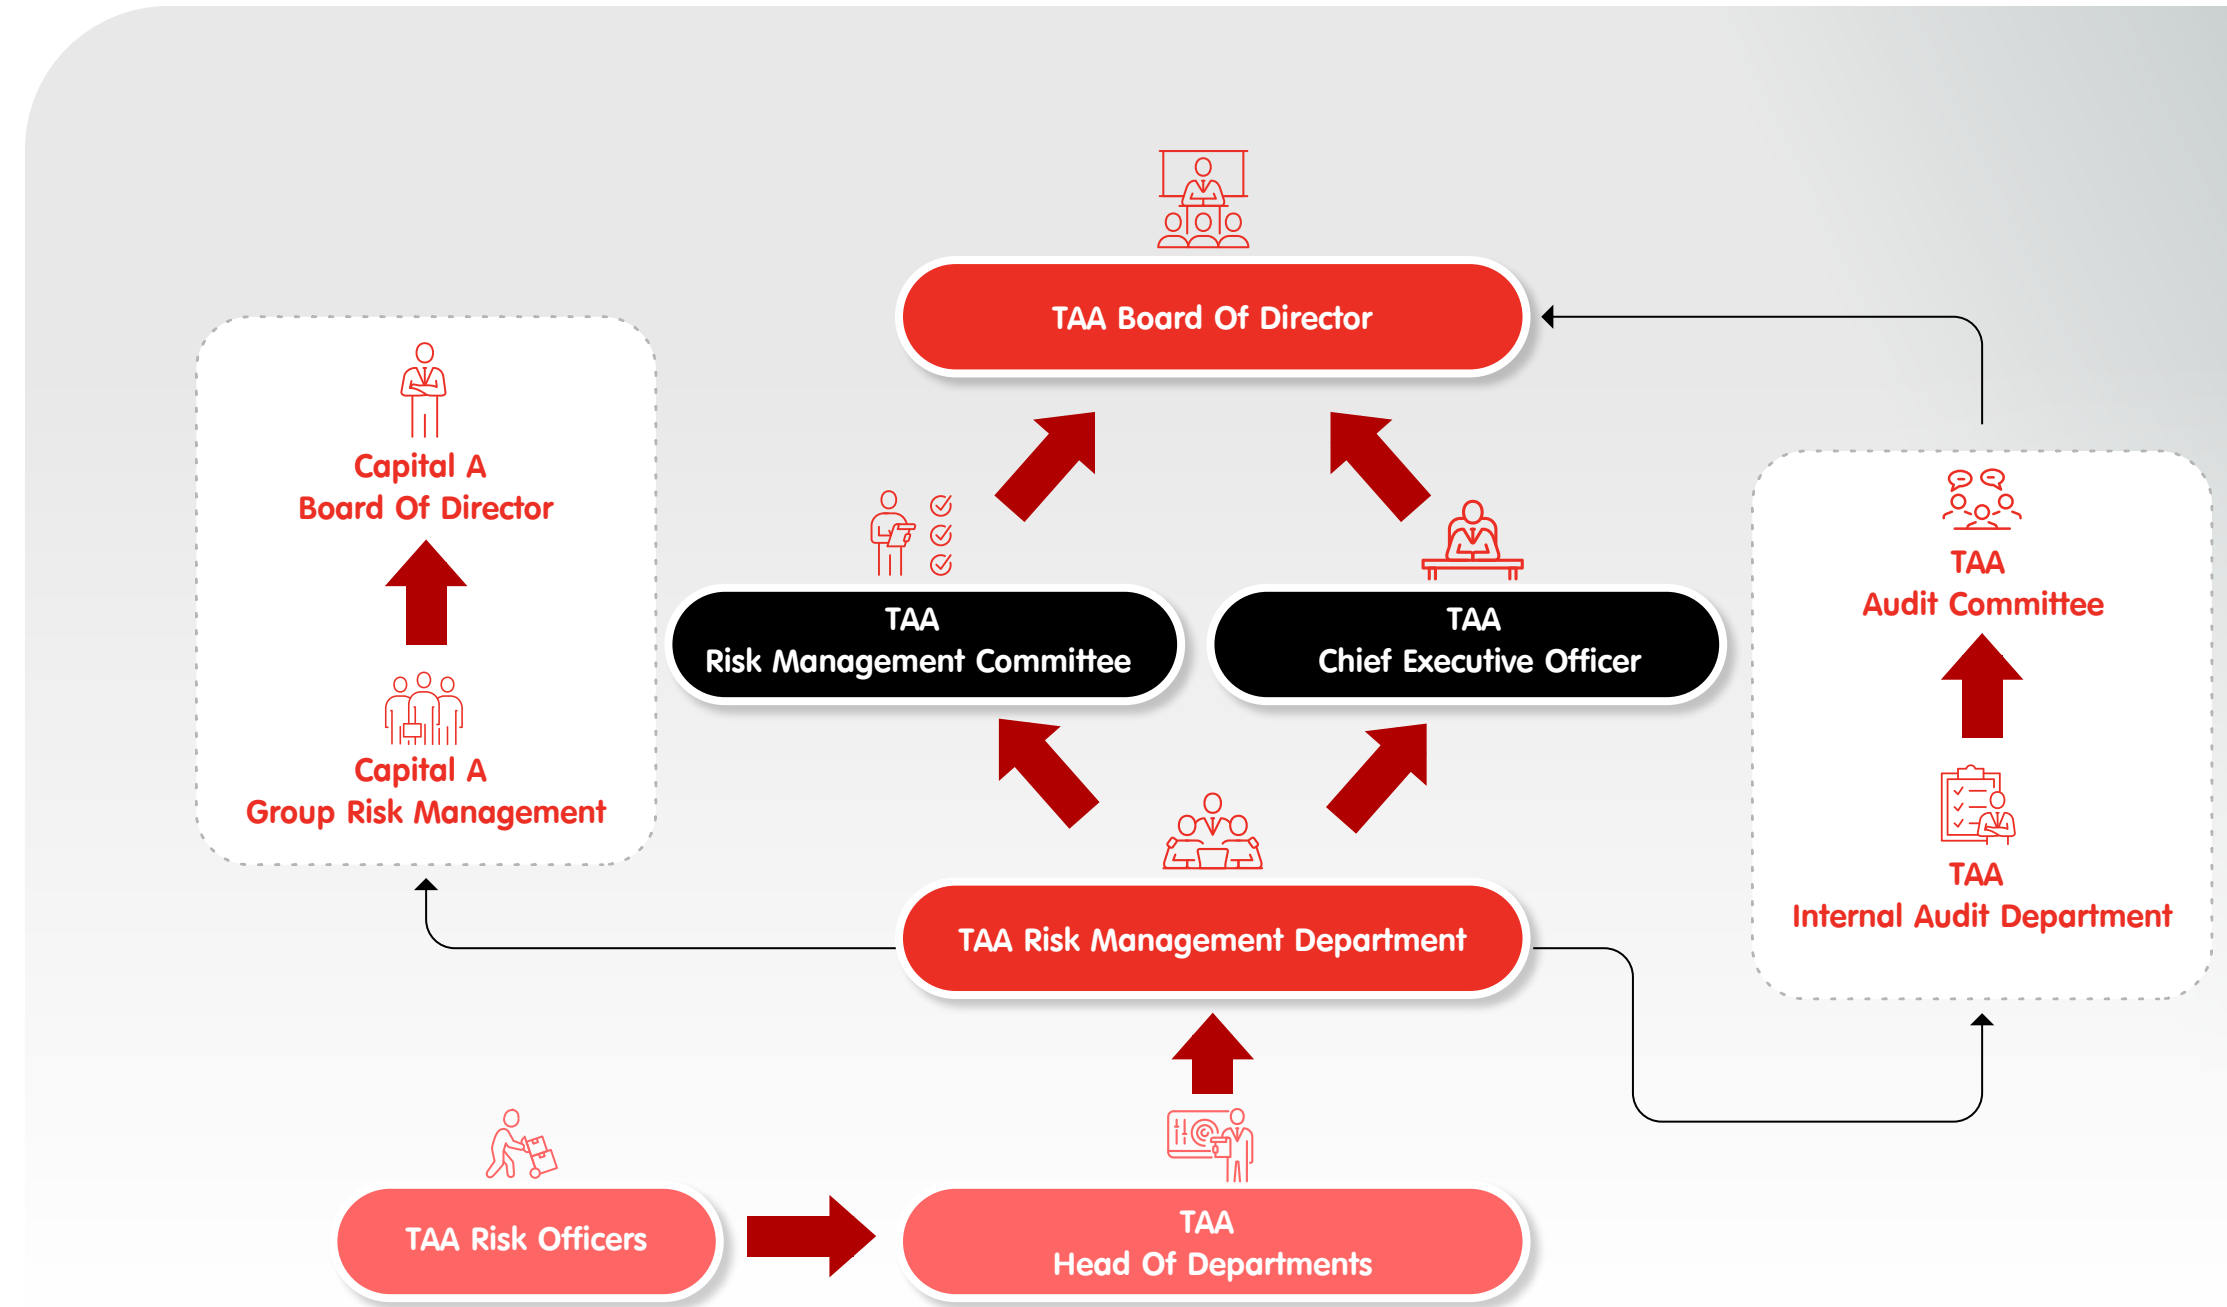 TAA Board Of Director
Capital A
Board Of Director
Capital A
Group Risk Management
TAA
Risk Management Committee
TAA
Chief Executive Officer
TAA
Audit Committee
TAA
Internal Audit Department
TAA Risk Management Department
TAA Risk Officers
TAA
Head Of Departments